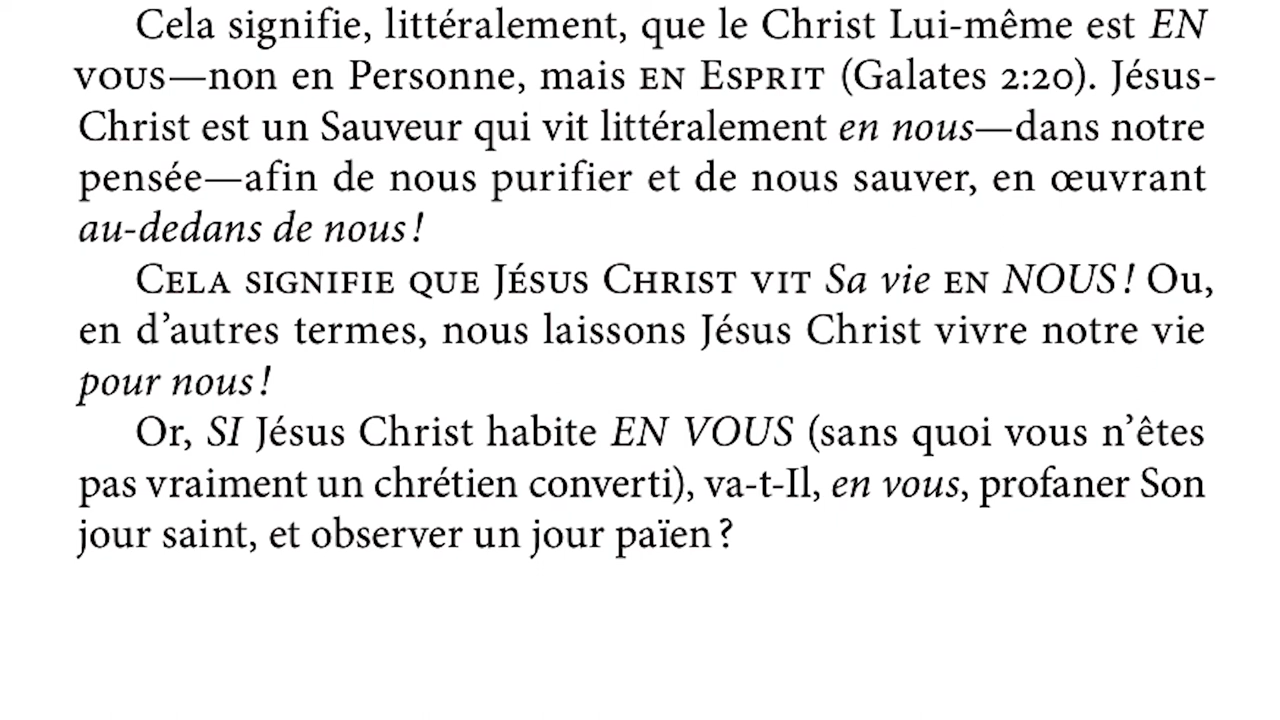 Cela signifie, littéralement, que le Christ Lui-même est EN
VOUS—non en Personne, mais EN ESPRIT (Galates 2:20). Jésus-
Christ est un Sauveur qui vit littéralement en nous—dans notre
pensée—afin de nous purifier et de nous sauver, en œuvrant
au-dedans de nous !
CELA SIGNIFIE QUE JÉSUS CHRIST VIT Sa vie EN NOUS ! Ou,
en d’autres termes, nous laissons Jésus Christ vivre notre vie
pour nous !
Or, SI Jésus Christ habite EN VOUS (sans quoi vous n’êtes
pas vraiment un chrétien converti), va-t-Il, en vous, profaner Son
jour saint, et observer un jour païen ?